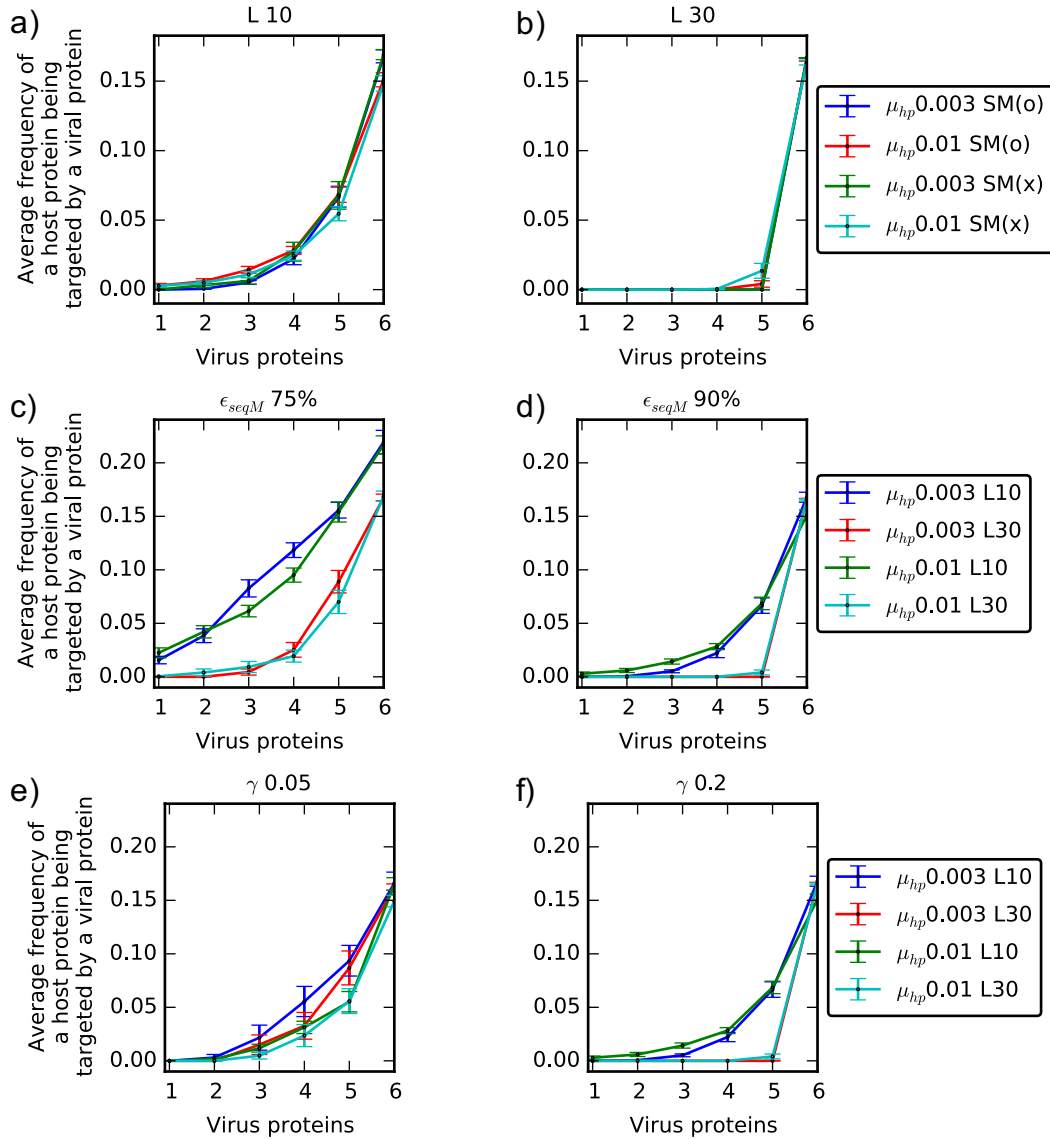 a)
L 10
Average frequency of
a host protein being
targeted by a viral protein
0.15
0.10
0.05
0.00
1 2 3 4 5 6
Virus proteins
b)
L 30
0.15
0.10
0.05
0.00
1 2 3 4 5 6
Virus proteins
μhp0.003 SM(o)
μhp0.01 SM(o)
μhp0.003 SM(x)
μhp0.01 SM(x)
c)
ϵseqM 75%
Average frequency of
a host protein being
targeted by a viral protein
0.20
0.15
0.10
0.05
0.00
1 2 3 4 5 6
Virus proteins
d)
ϵseqM 90%
0.20
0.15
0.10
0.05
0.00
1 2 3 4 5 6
Virus proteins
μhp0.003 L10
μhp0.003 L30
μhp0.01 L10
μhp0.01 L30
e)
γ 0.05
Average frequency of
a host protein being
targeted by a viral protein
0.20
0.15
0.10
0.05
0.00
1 2 3 4 5 6
Virus proteins
f)
γ 0.2
0.20
0.15
0.10
0.05
0.00
1 2 3 4 5 6
Virus proteins
μhp0.003 L10
μhp0.003 L30
μhp0.01 L10
μhp0.01 L30